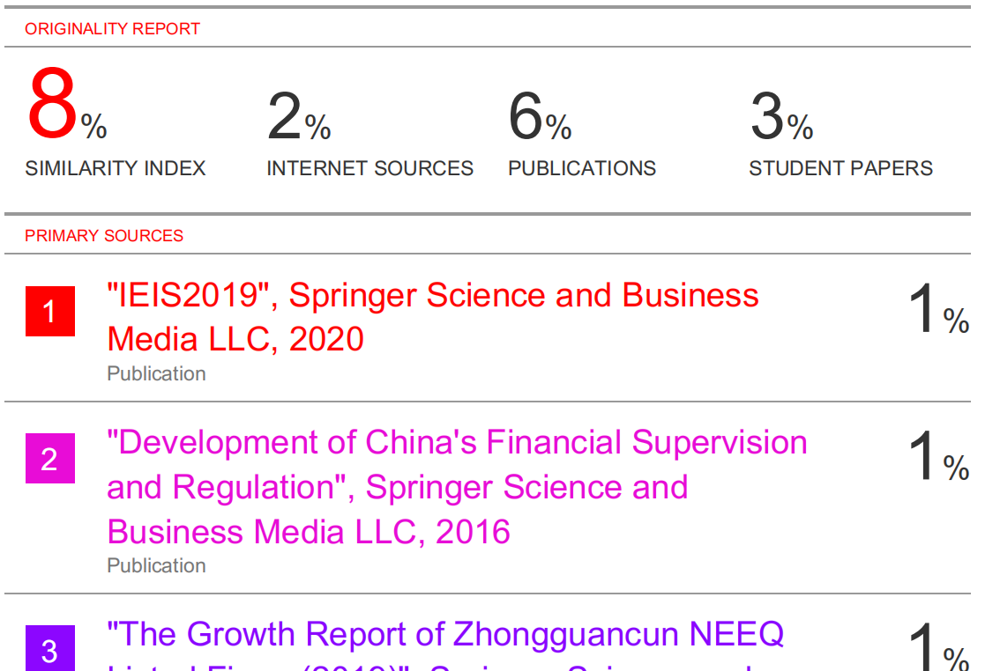 ORIGINALITY REPORT
8% 2% 6% 3%
SIMILARITY INDEX INTERNET SOURCES PUBLICATIONS STUDENT PAPERS
PRIMARY SOURCES
1 "IEIS2019", Springer Science and Business 1%
Media LLC, 2020
Publication
2 "Development of China's Financial Supervision 1%
and Regulation", Springer Science and
Business Media LLC, 2016
Publication
3 "The Growth Report of Zhongguancun NEEQ 1%